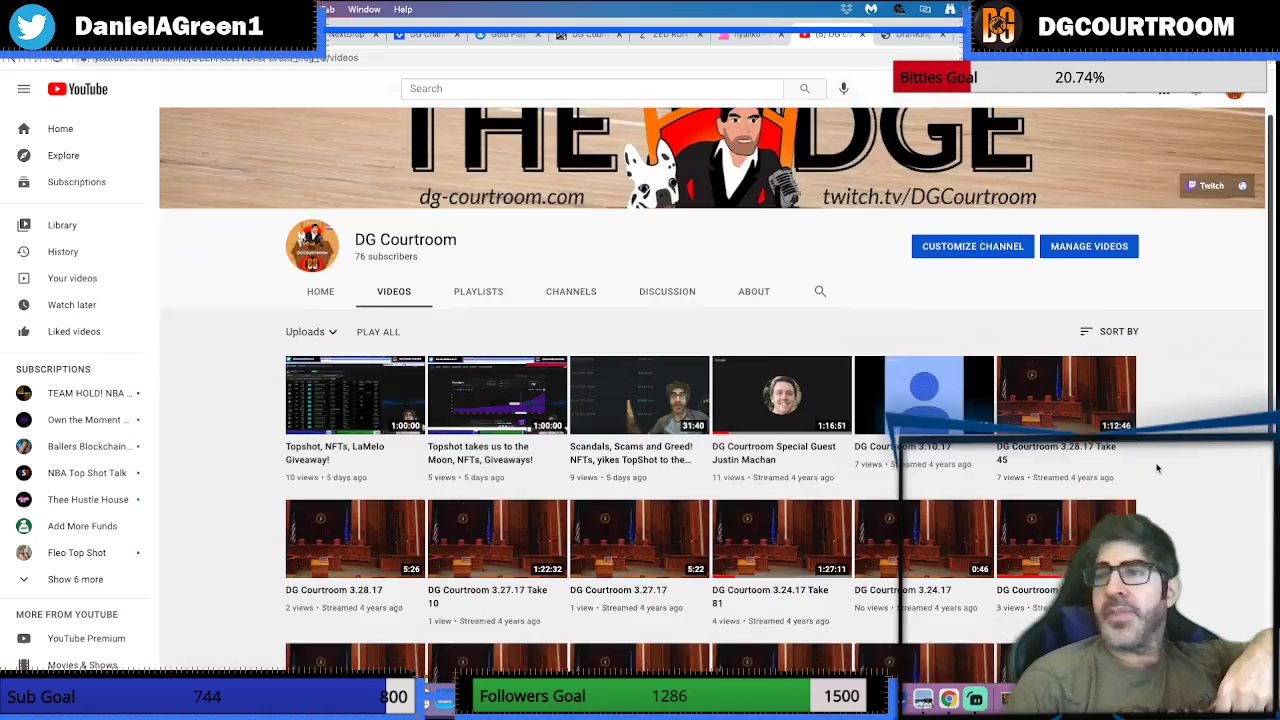 DanielAGreen1
Window Help
DGCOURTROOM
Bitties Goal 20.74%
YouTube
Search
THE EDGE
dg-courtroom.com
twitch.tv/DGCourtroom
Twitch
Home
Explore
Subscriptions
Library
History
Your videos
Watch later
Liked videos
SUBSCRIPTIONS
TEAM HOLD! NBA ...
Own the Moment ...
Ballers Blockchain...
NBA Top Shot Talk
Thee Hustle House
Add More Funds
Fleo Top Shot
Show 6 more
MORE FROM YOUTUBE
YouTube Premium
Movies & Shows
DG Courtroom
76 subscribers
CUSTOMIZE CHANNEL
MANAGE VIDEOS
HOME VIDEOS PLAYLISTS CHANNELS DISCUSSION ABOUT
Uploads PLAY ALL
SORT BY
1:00:00
Topshot, NFTs, LaMelo
Giveaway!
10 views • 5 days ago
1:00:00
Topshot takes us to the
Moon, NFTs, Giveaways!
5 views • 5 days ago
31:40
Scandals, Scams and Greed!
NFTs, yikes TopShot to the...
9 views • 5 days ago
1:16:51
DG Courtroom Special Guest
Justin Machan
11 views • Streamed 4 years ago
DG Courtroom 3.10.17
7 views • Streamed 4 years ago
1:12:46
DG Courtroom 3.28.17 Take
45
7 views • Streamed 4 years ago
5:26
DG Courtroom 3.28.17
2 views • Streamed 4 years ago
1:22:32
DG Courtroom 3.27.17 Take
10
1 view • Streamed 4 years ago
5:22
DG Courtroom 3.27.17
1 view • Streamed 4 years ago
1:27:11
DG Courtroom 3.24.17 Take
81
4 views • Streamed 4 years ago
0:46
DG Courtroom 3.24.17
No views • Streamed 4 years ago
DG Courtroom
3 views • Streamed
Sub Goal 744 800
Followers Goal 1286 1500